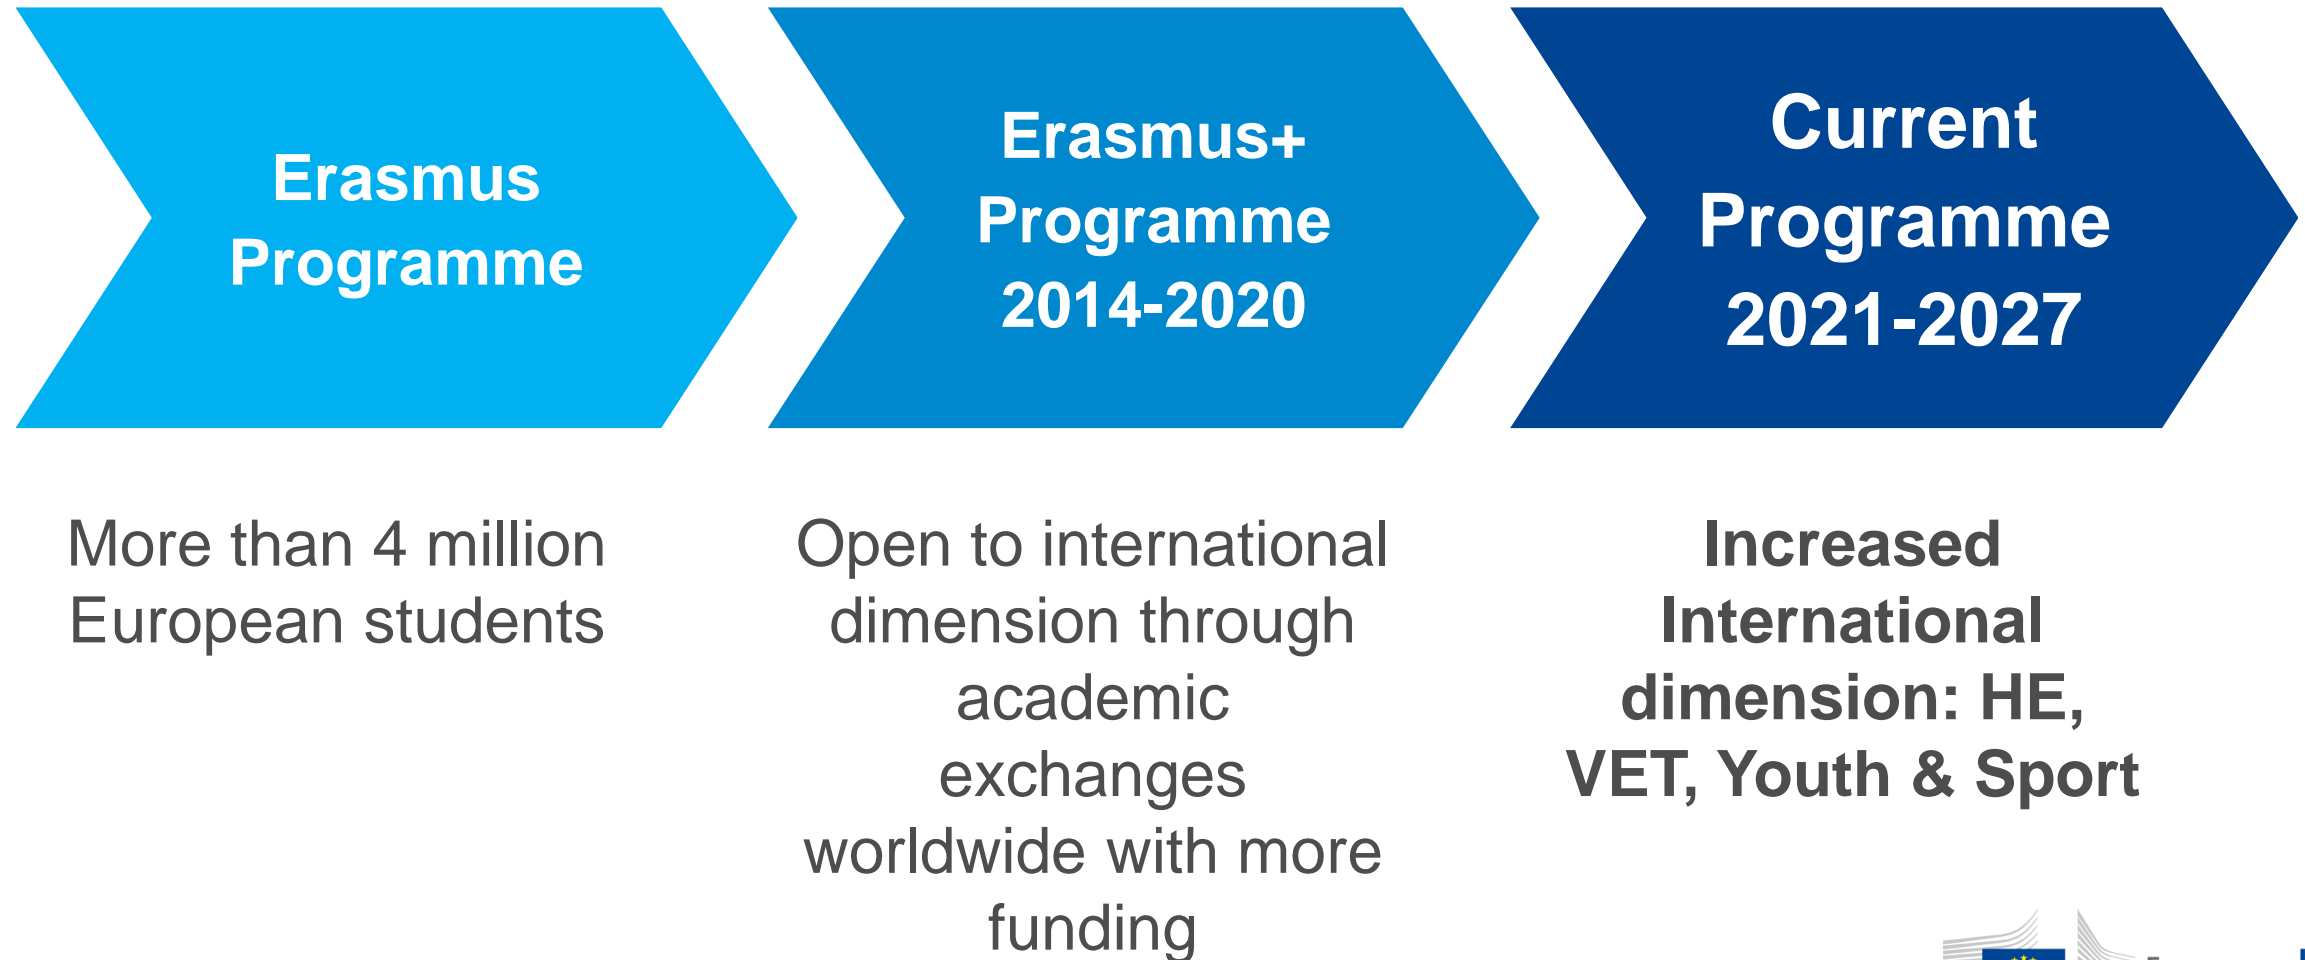 Erasmus
Programme
Erasmus+
Programme
2014-2020
Current
Programme
2021-2027
More than 4 million
European students
Open to international
dimension through
academic
exchanges
worldwide with more
funding
Increased
International
dimension: HE,
VET, Youth & Sport